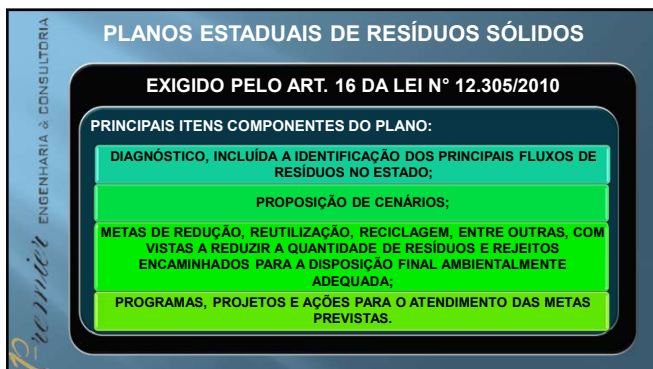 PLANOS ESTADUAIS DE RESÍDUOS SÓLIDOS
EXIGIDO PELO ART. 16 DA LEI N° 12.305/2010
PRINCIPAIS ITENS COMPONENTES DO PLANO:
DIAGNÓSTICO, INCLUÍDA A IDENTIFICAÇÃO DOS PRINCIPAIS FLUXOS DE
RESÍDUOS NO ESTADO;
PROPOSIÇÃO DE CENÁRIOS;
METAS DE REDUÇÃO, REUTILIZAÇÃO, RECICLAGEM, ENTRE OUTRAS, COM
VISTAS A REDUZIR A QUANTIDADE DE RESÍDUOS E REJEITOS
ENCAMINHADOS PARA A DISPOSIÇÃO FINAL AMBIENTALMENTE
ADEQUADA;
PROGRAMAS, PROJETOS E AÇÕES PARA O ATENDIMENTO DAS METAS
PREVISTAS.
Premier ENGENHARIA & CONSULTORIA